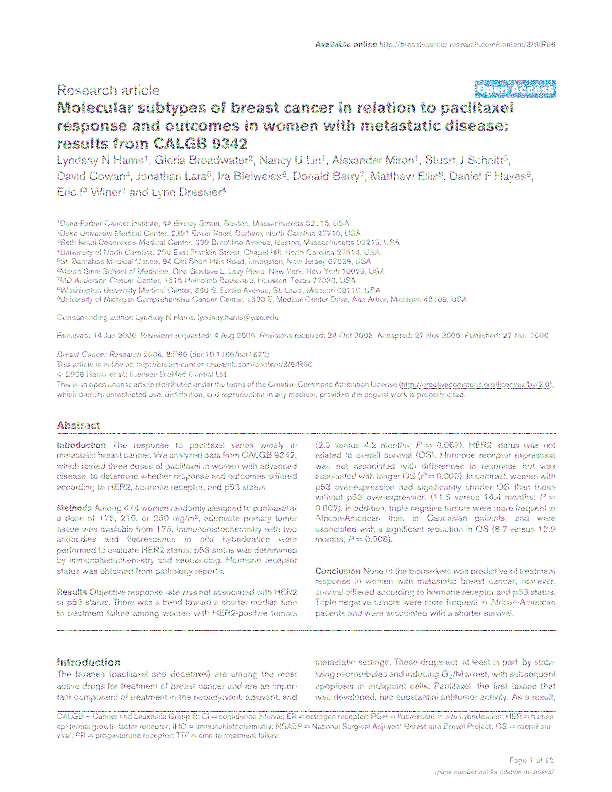 Available online http://breast-cancer-research.com/content/8/6/R66
Research article
Open Access
Molecular subtypes of breast cancer in relation to paclitaxel
response and outcomes in women with metastatic disease:
results from CALGB 9342
Lyndsay N Harris1, Gloria Broadwater2, Nancy U Lin1, Alexander Miron1, Stuart J Schnitt3,
David Cowan4, Jonathan Lara5, Ira Bleiweiss6, Donald Berry7, Matthew Ellis8, Daniel F Hayes9,
Eric P Winer1 and Lynn Dressler4
1Dana-Farber Cancer Institute, 44 Binney Street, Boston, Massachusetts 02115, USA
2Duke University Medical Center, 2301 Erwin Road, Durham, North Carolina 27710, USA
3Beth Israel Deaconess Medical Center, 330 Brookline Avenue, Boston, Massachusetts 02215, USA
4University of North Carolina, 250 East Franklin Street, Chapel Hill, North Carolina 27514, USA
5St. Barnabas Medical Center, 94 Old Short Hills Road, Livingston, New Jersey 07039, USA
6Mount Sinai School of Medicine, One Gustave L. Levy Place, New York, New York 10029, USA
7MD Anderson Cancer Center, 1515 Holcombe Boulevard, Houston, Texas 77030, USA
8Washington University Medical Center, 660 S. Euclid Avenue, St. Louis, Missouri 63110, USA
9University of Michigan Comprehensive Cancer Center, 1500 E. Medical Center Drive, Ann Arbor, Michigan 48109, USA
Corresponding author: Lyndsay N Harris, lyndsay.harris@yale.edu
Received: 14 Jun 2006 Revisions requested: 4 Aug 2006 Revisions received: 24 Oct 2006 Accepted: 27 Nov 2006 Published: 27 Nov 2006
Breast Cancer Research 2006, 8:R66 (doi:10.1186/bcr1622)
This article is online at: http://breast-cancer-research.com/content/8/6/R66
© 2006 Harris et al.; licensee BioMed Central Ltd.
This is an open access article distributed under the terms of the Creative Commons Attribution License (http://creativecommons.org/licenses/by/2.0),
which permits unrestricted use, distribution, and reproduction in any medium, provided the original work is properly cited.
Abstract
Introduction The response to paclitaxel varies widely in
metastatic breast cancer. We analyzed data from CALGB 9342,
which tested three doses of paclitaxel in women with advanced
disease, to determine whether response and outcomes differed
according to HER2, hormone receptor, and p53 status.
Methods Among 474 women randomly assigned to paclitaxel at
a dose of 175, 210, or 250 mg/m2, adequate primary tumor
tissue was available from 175. Immunohistochemistry with two
antibodies and fluorescence in situ hybridization were
performed to evaluate HER2 status; p53 status was determined
by immunohistochemistry and sequencing. Hormone receptor
status was obtained from pathology reports.
Results Objective response rate was not associated with HER2
or p53 status. There was a trend toward a shorter median time
to treatment failure among women with HER2-positive tumors
(2.3 versus 4.2 months; P = 0.067). HER2 status was not
related to overall survival (OS). Hormone receptor expression
was not associated with differences in response but was
associated with longer OS (P = 0.003). In contrast, women with
p53 over-expression had significantly shorter OS than those
without p53 over-expression (11.5 versus 14.4 months; P =
0.002). In addition, triple negative tumors were more frequent in
African-American than in Caucasian patients, and were
associated with a significant reduction in OS (8.7 versus 12.9
months; P = 0.008).
Conclusion None of the biomarkers was predictive of treatment
response in women with metastatic breast cancer; however,
survival differed according to hormone receptor and p53 status.
Triple negative tumors were more frequent in African-American
patients and were associated with a shorter survival.
Introduction
The taxanes (paclitaxel and docetaxel) are among the most
active drugs for treatment of breast cancer and are an impor-
tant component of treatment in the neoadjuvant, adjuvant, and
metastatic settings. These drugs act at least in part by stabi-
lizing microtubules and inducing G2/M arrest, with subsequent
apoptosis in malignant cells. Paclitaxel, the first taxane that
was developed, has substantial antitumor activity. As a result,
CALGB = Cancer and Leukemia Group B; CI = confidence interval; ER = estrogen receptor; FISH = fluorescent in situ hybridization; HER = human
epidermal growth factor receptor; IHC = immunohistochemistry; NSABP = National Surgical Adjuvant Breast and Bowel Project; OS = overall sur-
vival; PR = progesterone receptor; TTF = time to treatment failure.
Page 1 of 12
(page number not for citation purposes)